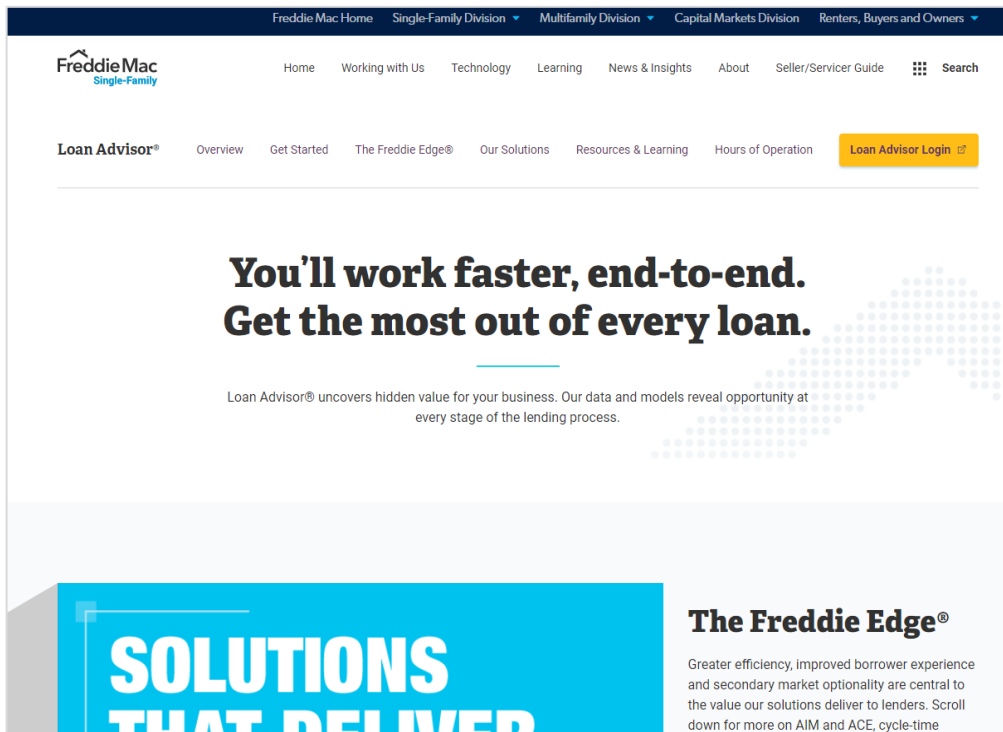 Freddie Mac Home Single-Family Division Multifamily Division Capital Markets Division Renters, Buyers and Owners
Freddie Mac
Single-Family
Home Working with Us Technology Learning News & Insights About Seller/Servicer Guide Search
Loan Advisor® Overview Get Started The Freddie Edge® Our Solutions Resources & Learning Hours of Operation Loan Advisor Login
You'll work faster, end-to-end.
Get the most out of every loan.
Loan Advisor® uncovers hidden value for your business. Our data and models reveal opportunity at
every stage of the lending process.
SOLUTIONS
THAT DELIVER
The Freddie Edge®
Greater efficiency, improved borrower experience
and secondary market optionality are central to
the value our solutions deliver to lenders. Scroll
down for more on AIM and ACE, cycle-time